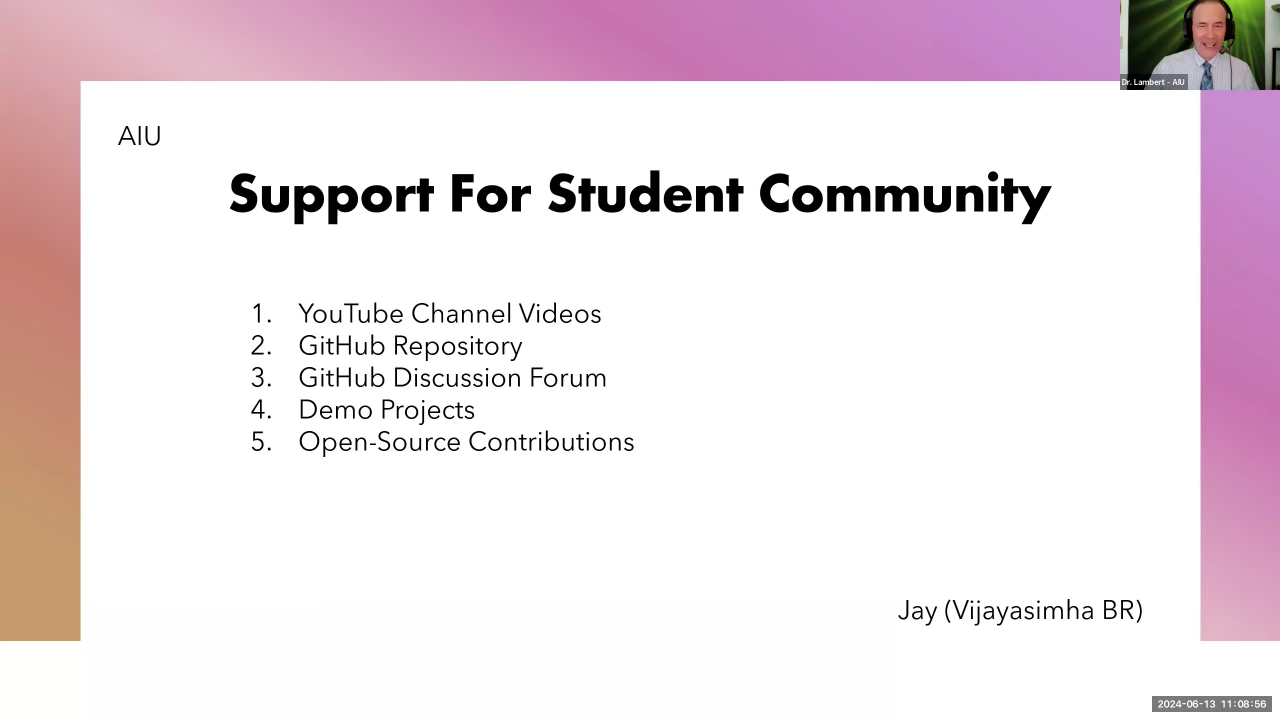 Dr. Lambert - AIU
AIU
Support For Student Community
1. YouTube Channel Videos
2. GitHub Repository
3. GitHub Discussion Forum
4. Demo Projects
5. Open-Source Contributions
Jay (Vijayasimha BR)
2024-06-13 11:08:56